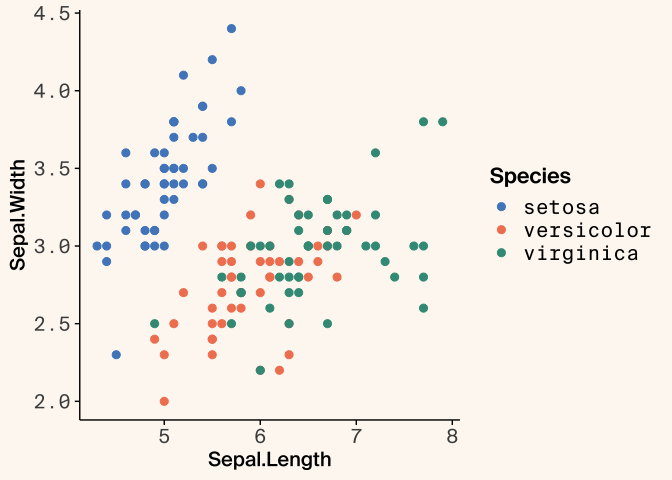 4.5
4.0
3.5
3.0
2.5
2.0
Sepal.Width
5 6 7 8
Sepal.Length
Species
setosa
versicolor
virginica